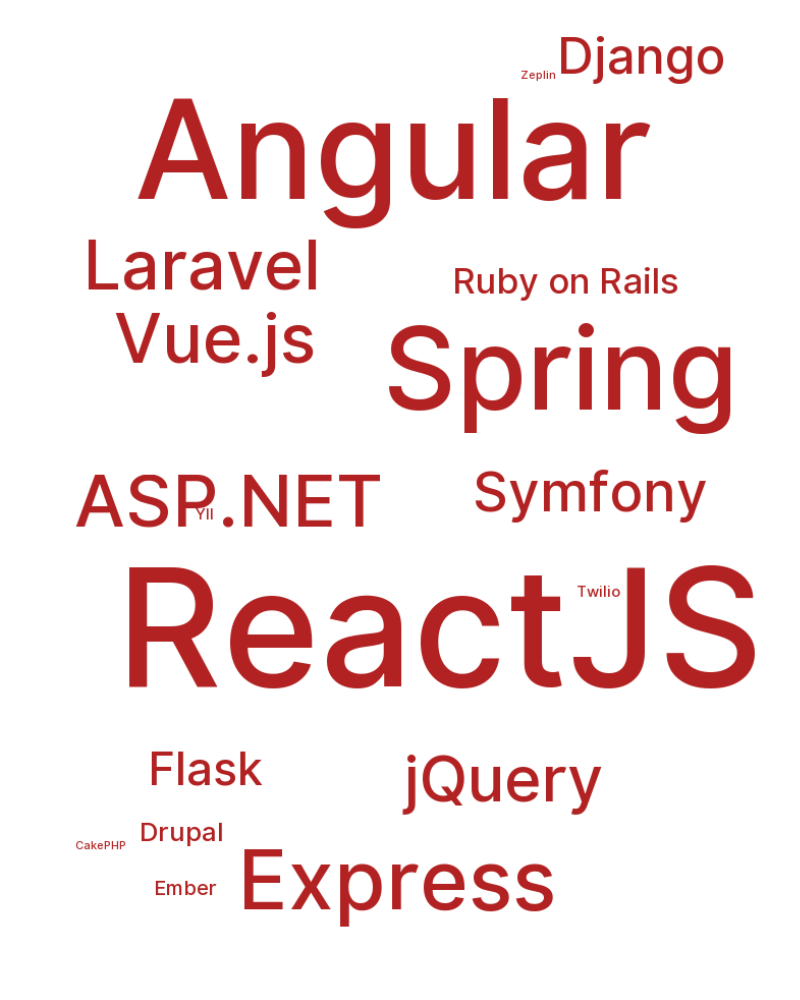 Django
Zeplin
Angular
Laravel
Ruby on Rails
Vue.js
Spring
ASP.NET
YII
Symfony
Twilio
ReactJS
Flask
jQuery
Drupal
CakePHP
Ember
Express